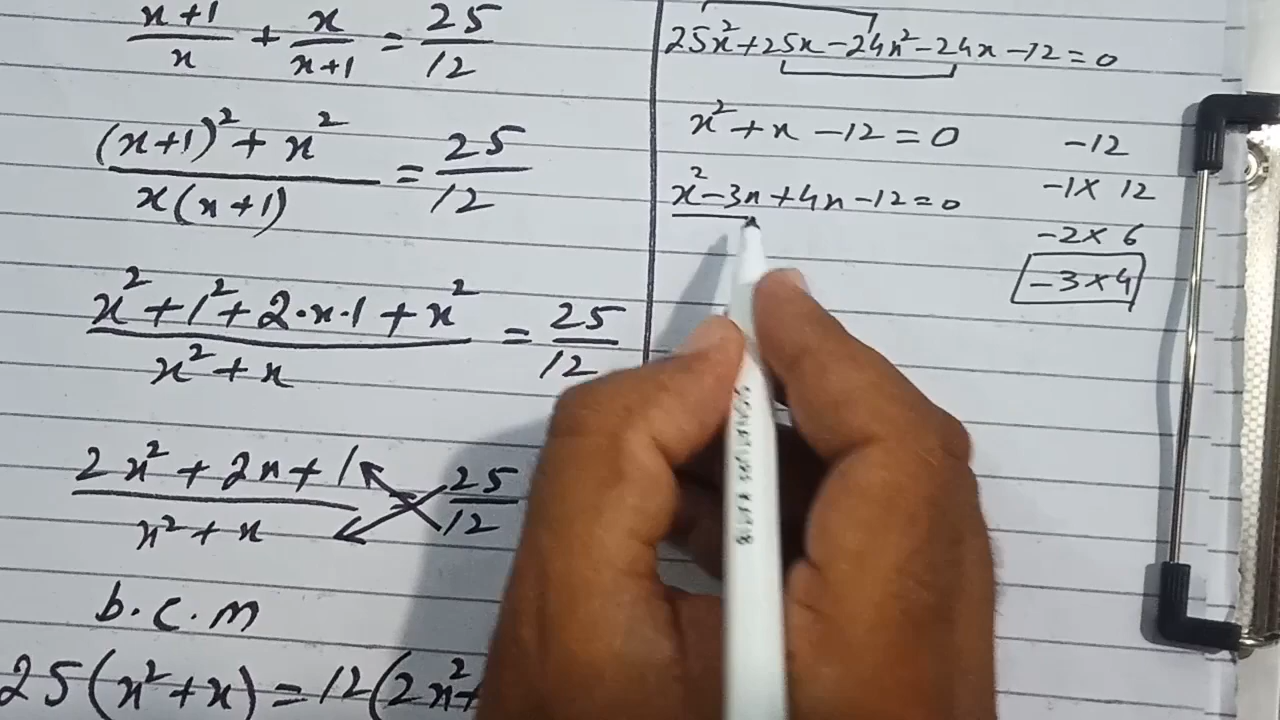 x+1/x + x/x+1 = 25/12
(x+1)² + x² / x(x+1) = 25/12
x² + 1² + 2·x·1 + x² / x² + x = 25/12
2x² + 2x + 1 / x² + x = 25/12
b.c.m
25(x²+x) = 12(2x²+
25x² + 25x - 24x² - 24x - 12 = 0
x² + x - 12 = 0
x² - 3x + 4x - 12 = 0
-12
-1 x 12
-2 x 6
-3 x 4